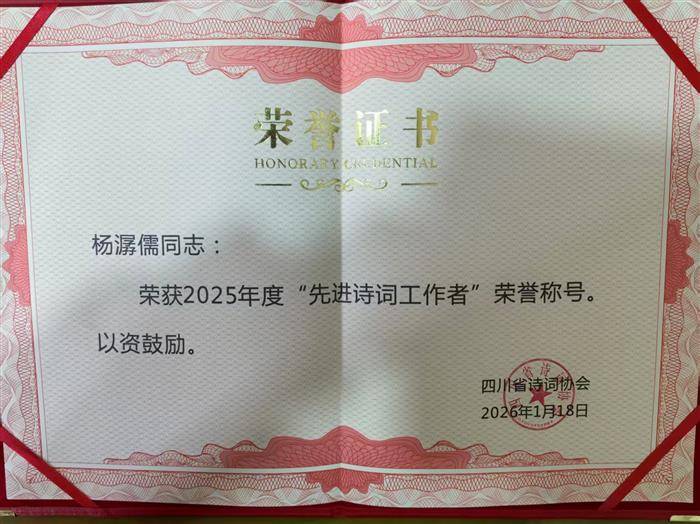 荣誉证书
HONORARY CREDENTIAL
杨潺儒同志：
荣获2025年度“先进诗词工作者”荣誉称号。
以资鼓励。
四川省诗词协会
2026年1月18日